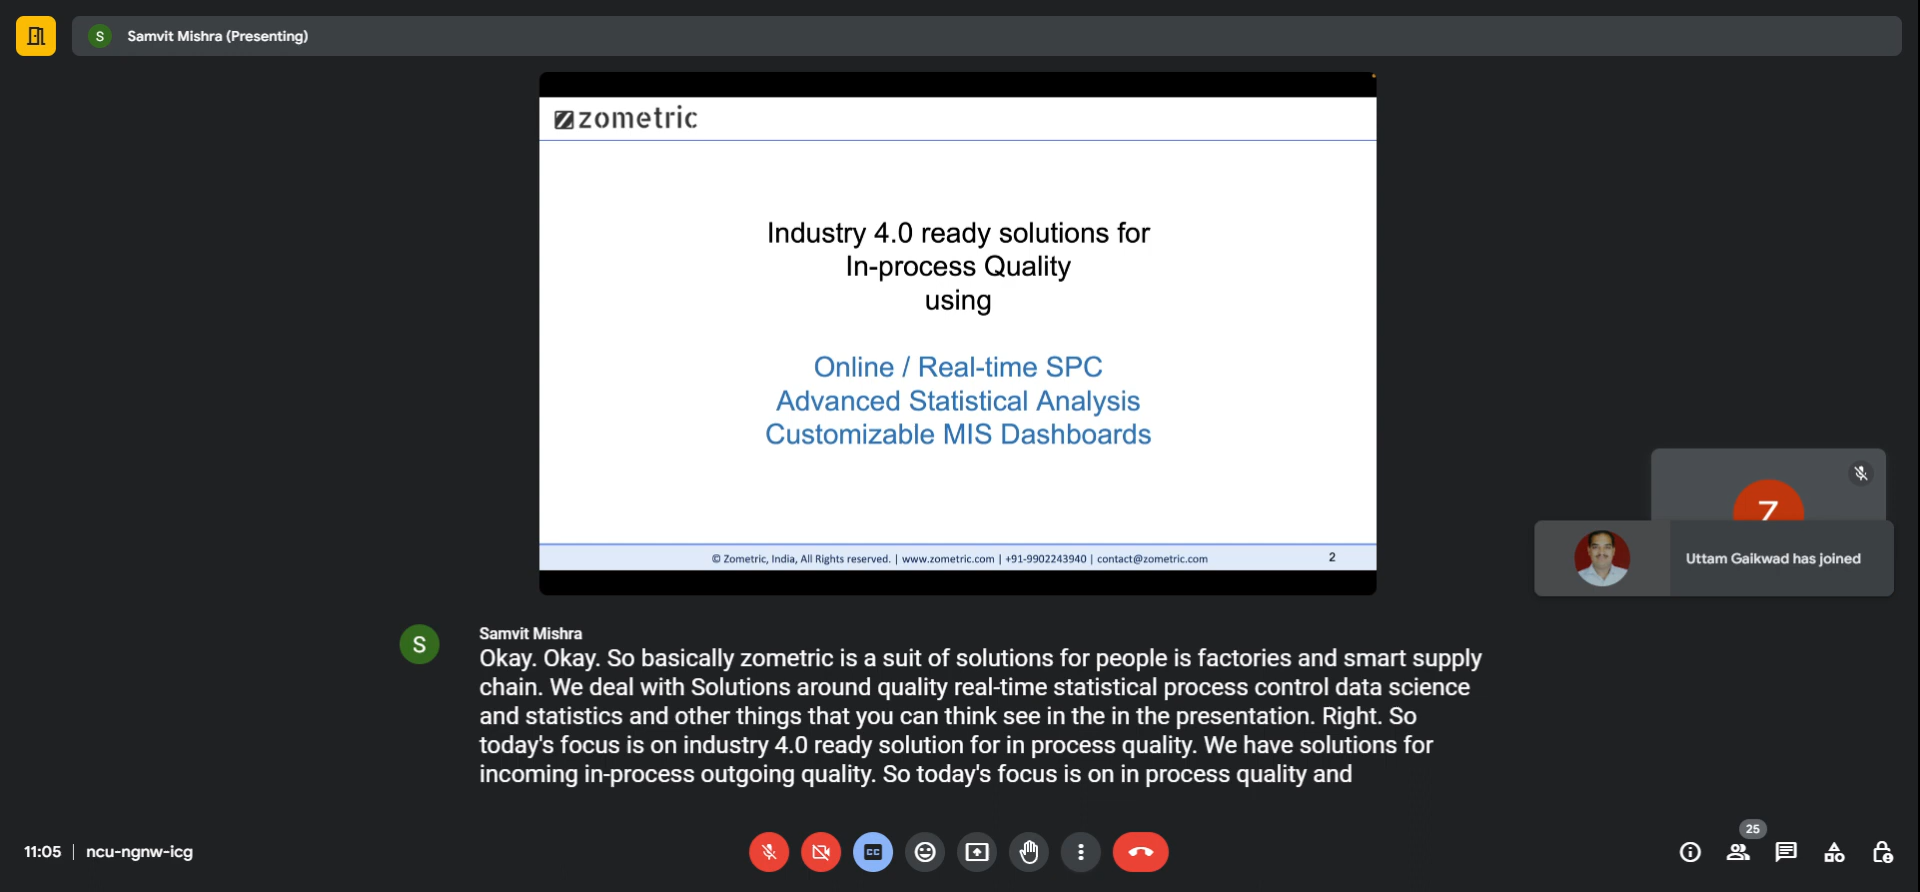 S
Samvit Mishra (Presenting)
zometric
Industry 4.0 ready solutions for
In-process Quality
using
Online / Real-time SPC
Advanced Statistical Analysis
Customizable MIS Dashboards
© Zometric, India, All Rights reserved. | www.zometric.com | +91-9902243940 | contact@zometric.com
2
Z
Uttam Gaikwad has joined
S
Samvit Mishra
Okay. Okay. So basically zometric is a suit of solutions for people is factories and smart supply
chain. We deal with Solutions around quality real-time statistical process control data science
and statistics and other things that you can think see in the in the presentation. Right. So
today's focus is on industry 4.0 ready solution for in process quality. We have solutions for
incoming in-process outgoing quality. So today's focus is on in process quality and
11:05 | ncu-ngnw-icg
CC
25